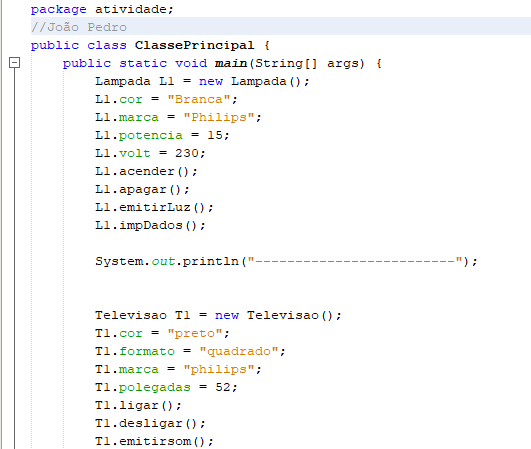 package atividade;
//João Pedro
public class ClassePrincipal {
public static void main(String[] args) {
Lampada L1 = new Lampada();
L1.cor = "Branca";
L1.marca = "Philips";
L1.potencia = 15;
L1.volt = 230;
L1.acender();
L1.apagar();
L1.emitirLuz();
L1.impDados();
System.out.println("-------------------------");
Televisao T1 = new Televisao();
T1.cor = "preto";
T1.formato = "quadrado";
T1.marca = "philips";
T1.polegadas = 52;
T1.ligar();
T1.desligar();
T1.emitirsom();